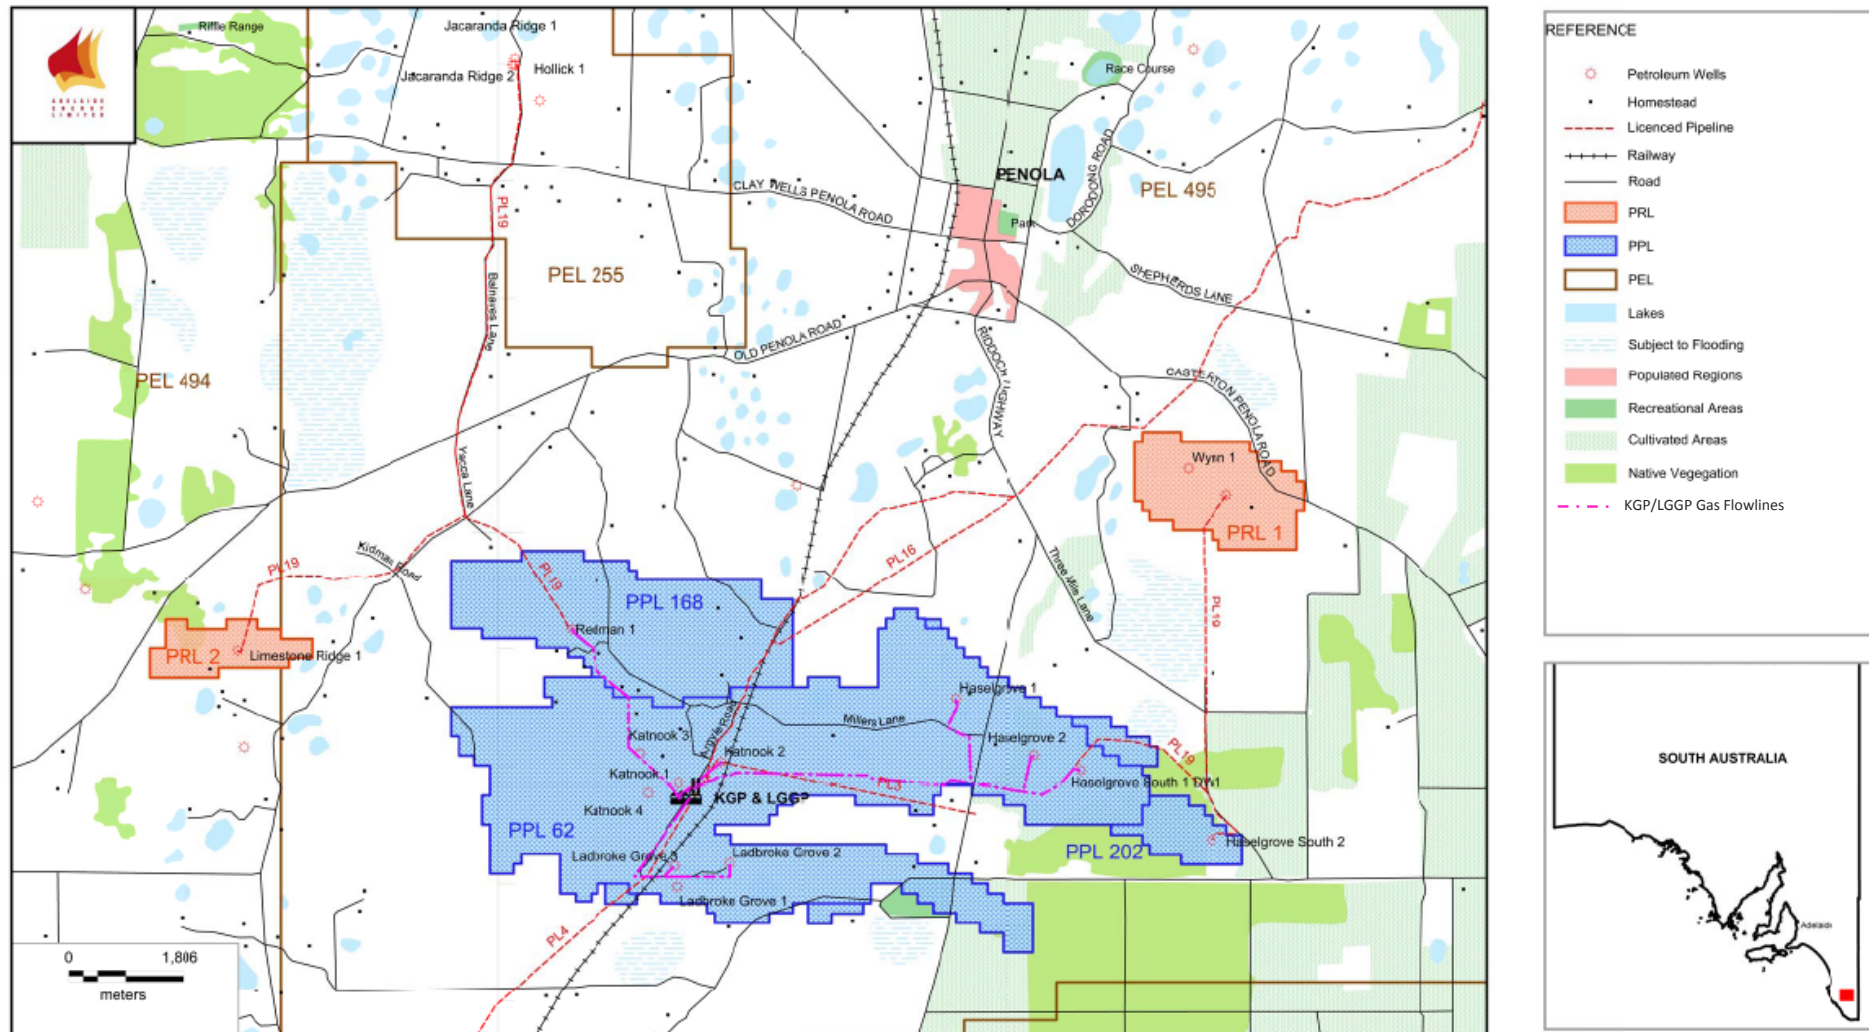 ADELAIDE
ENERGY
LIMITED
Riffle Range
Jacaranda Ridge 1
Jacaranda Ridge 2
Hollick 1
Race Course
PENOLA
Park
DORODONG ROAD
PEL 495
CLAY WELLS PENOLA ROAD
PL19
Balnaves Lane
PEL 255
SHEPHERDS LANE
OLD PENOLA ROAD
RIDDOCH HIGHWAY
PEL 494
CASTERTON PENOLA ROAD
Yacca Lane
Wynn 1
PRL 1
Kidman Road
PL19
PL19
PL16
Three Mile Lane
PL19
PPL 168
Redman 1
PRL 2
Limestone Ridge 1
Haselgrove 1
Millers Lane
Argyle Road
Katnook 3
Katnook 2
Haselgrove 2
PL19
Katnook 1
Haselgrove South 1 DW1
PL3
KGP & LGGP
Katnook 4
PPL 62
PPL 202
Haselgrove South 2
Ladbroke Grove 3
Ladbroke Grove 2
Ladbroke Grove 1
PL4
0 1,806
meters
REFERENCE
Petroleum Wells
Homestead
Licenced Pipeline
Railway
Road
PRL
PPL
PEL
Lakes
Subject to Flooding
Populated Regions
Recreational Areas
Cultivated Areas
Native Vegegation
KGP/LGGP Gas Flowlines
SOUTH AUSTRALIA
Adelaide